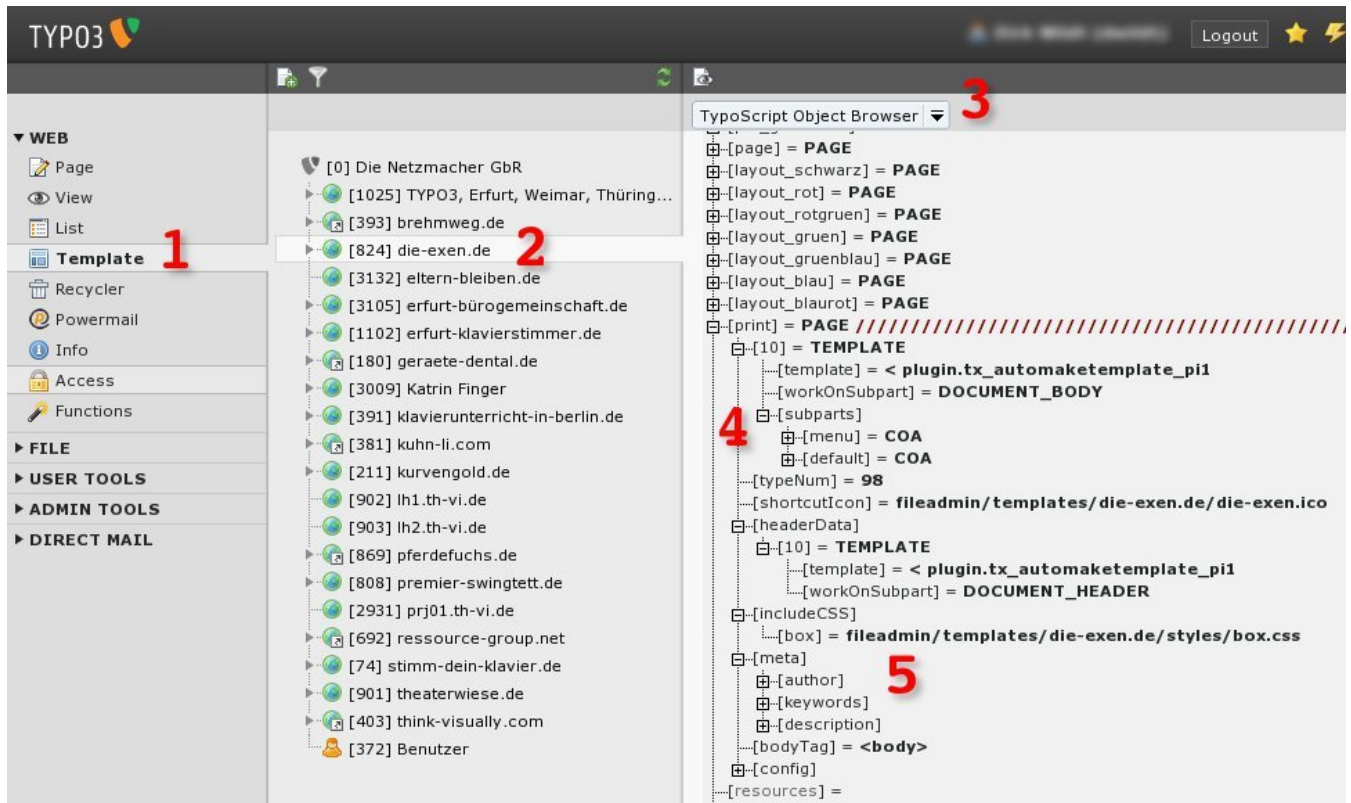 TYPO3
Logout
WEB
Page
View
List
Template 1
Recycler
Powermail
Info
Access
Functions
FILE
USER TOOLS
ADMIN TOOLS
DIRECT MAIL
[0] Die Netzmacher GbR
[1025] TYPO3, Erfurt, Weimar, Thüring...
[393] brehmweg.de
[824] die-exen.de 2
[3132] eltern-bleiben.de
[3105] erfurt-bürogemeinschaft.de
[1102] erfurt-klavierstimmer.de
[180] geraete-dental.de
[3009] Katrin Finger
[391] klavierunterricht-in-berlin.de
[381] kuhn-li.com
[211] kurvengold.de
[902] lh1.th-vi.de
[903] lh2.th-vi.de
[869] pferdefuchs.de
[808] premier-swingtett.de
[2931] prj01.th-vi.de
[692] ressource-group.net
[74] stimm-dein-klavier.de
[901] theaterwiese.de
[403] think-visually.com
[372] Benutzer
TypoScript Object Browser 3
[page] = PAGE
[layout_schwarz] = PAGE
[layout_rot] = PAGE
[layout_rotgruen] = PAGE
[layout_gruen] = PAGE
[layout_gruenblau] = PAGE
[layout_blau] = PAGE
[layout_blaurot] = PAGE
[print] = PAGE /////////////////////////////////////////////
[10] = TEMPLATE
[template] = < plugin.tx_automaketemplate_pi1
[workOnSubpart] = DOCUMENT_BODY
4 [subparts]
[menu] = COA
[default] = COA
[typeNum] = 98
[shortcutIcon] = fileadmin/templates/die-exen.de/die-exen.ico
[headerData]
[10] = TEMPLATE
[template] = < plugin.tx_automaketemplate_pi1
[workOnSubpart] = DOCUMENT_HEADER
[includeCSS]
[box] = fileadmin/templates/die-exen.de/styles/box.css
[meta]
[author] 5
[keywords]
[description]
[bodyTag] = <body>
[config]
[resources] =